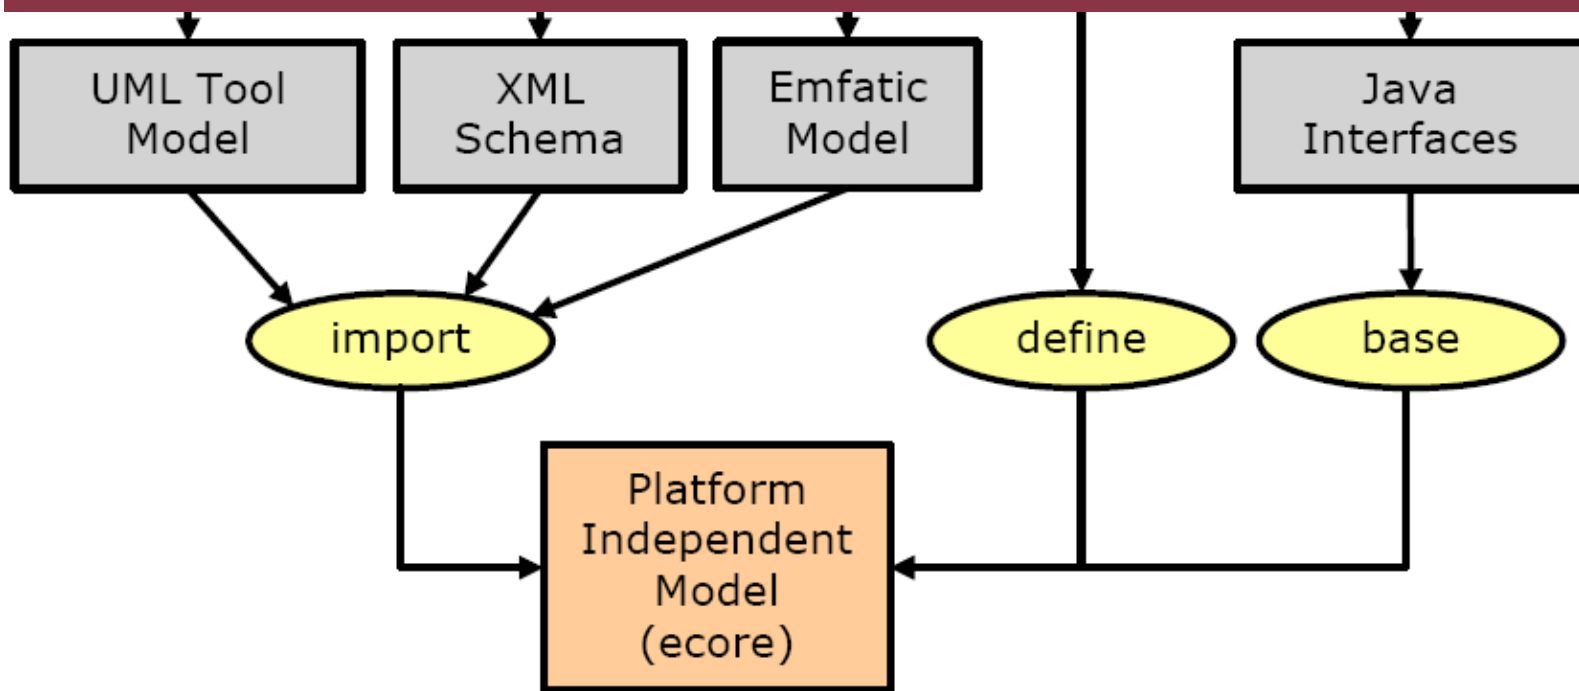 UML Tool
Model
XML
Schema
Emfatic
Model
Java
Interfaces
import
define
base
Platform
Independent
Model
(ecore)